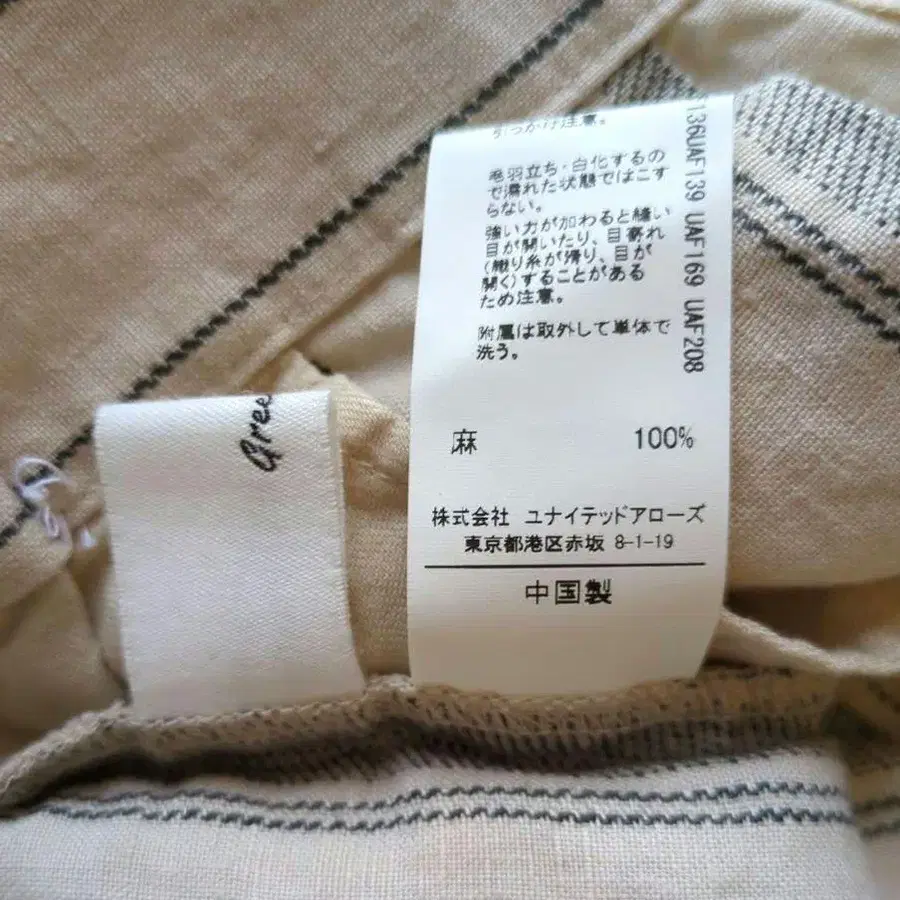 引っかけ注意。
毛羽立ち・白化するの
で濡れた状態ではこす
らない。
強い力が加わると縫い
目が開いたり、目寄れ
(織り糸が滑り、目が
開く)することがある
ため注意。
附属は取外して単体で
洗う。
麻 100%
株式会社 ユナイテッドアローズ
東京都港区赤坂 8-1-19
中国製
136UAF139 UAF169 UAF208
Gree